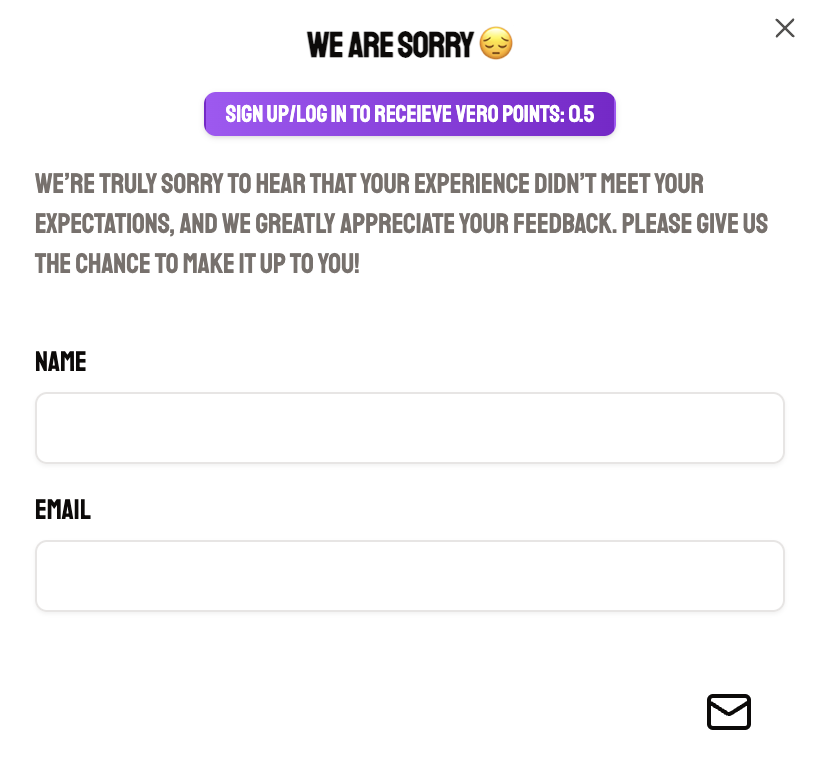 WE ARE SORRY 😔
SIGN UP/LOG IN TO RECEIEVE VERO POINTS: 0.5
WE’RE TRULY SORRY TO HEAR THAT YOUR EXPERIENCE DIDN’T MEET YOUR
EXPECTATIONS, AND WE GREATLY APPRECIATE YOUR FEEDBACK. PLEASE GIVE US
THE CHANCE TO MAKE IT UP TO YOU!
NAME
EMAIL